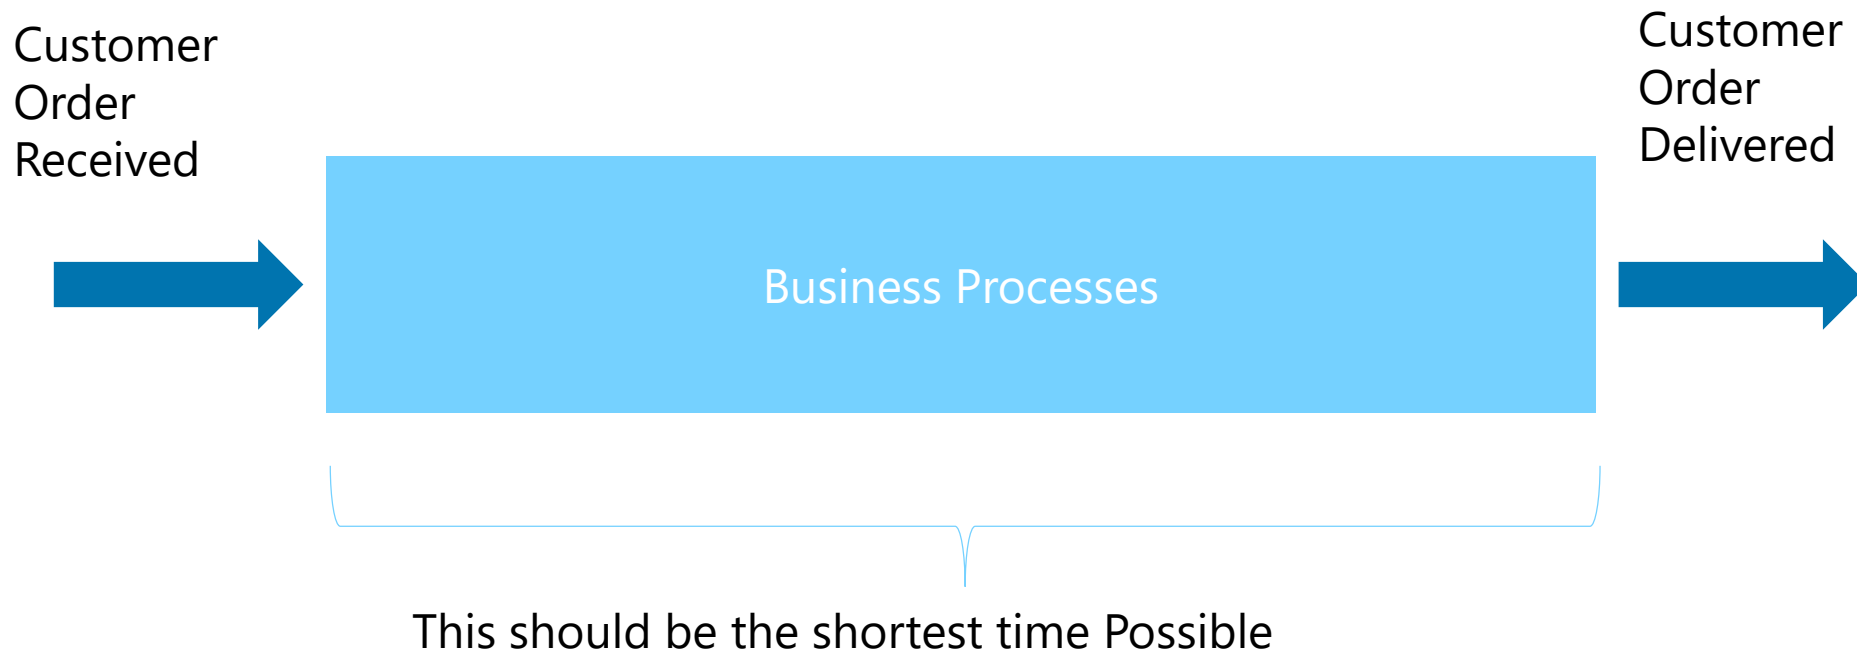 Customer
Order
Received
Customer
Order
Delivered
Business Processes
This should be the shortest time Possible